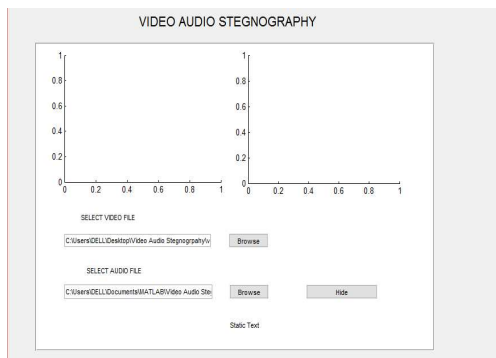 VIDEO AUDIO STEGNOGRAPHY
1 1
0.8 0.8
0.6 0.6
0.4 0.4
0.2 0.2
0 0
0 0.2 0.4 0.6 0.8 1 0 0.2 0.4 0.6 0.8 1
SELECT VIDEO FILE
C:\Users\DELL\Desktop\Video Audio Stegnogrpahy\v Browse
SELECT AUDIO FILE
C:\Users\DELL\Documents\MATLAB\Video Audio Ste Browse Hide
Static Text